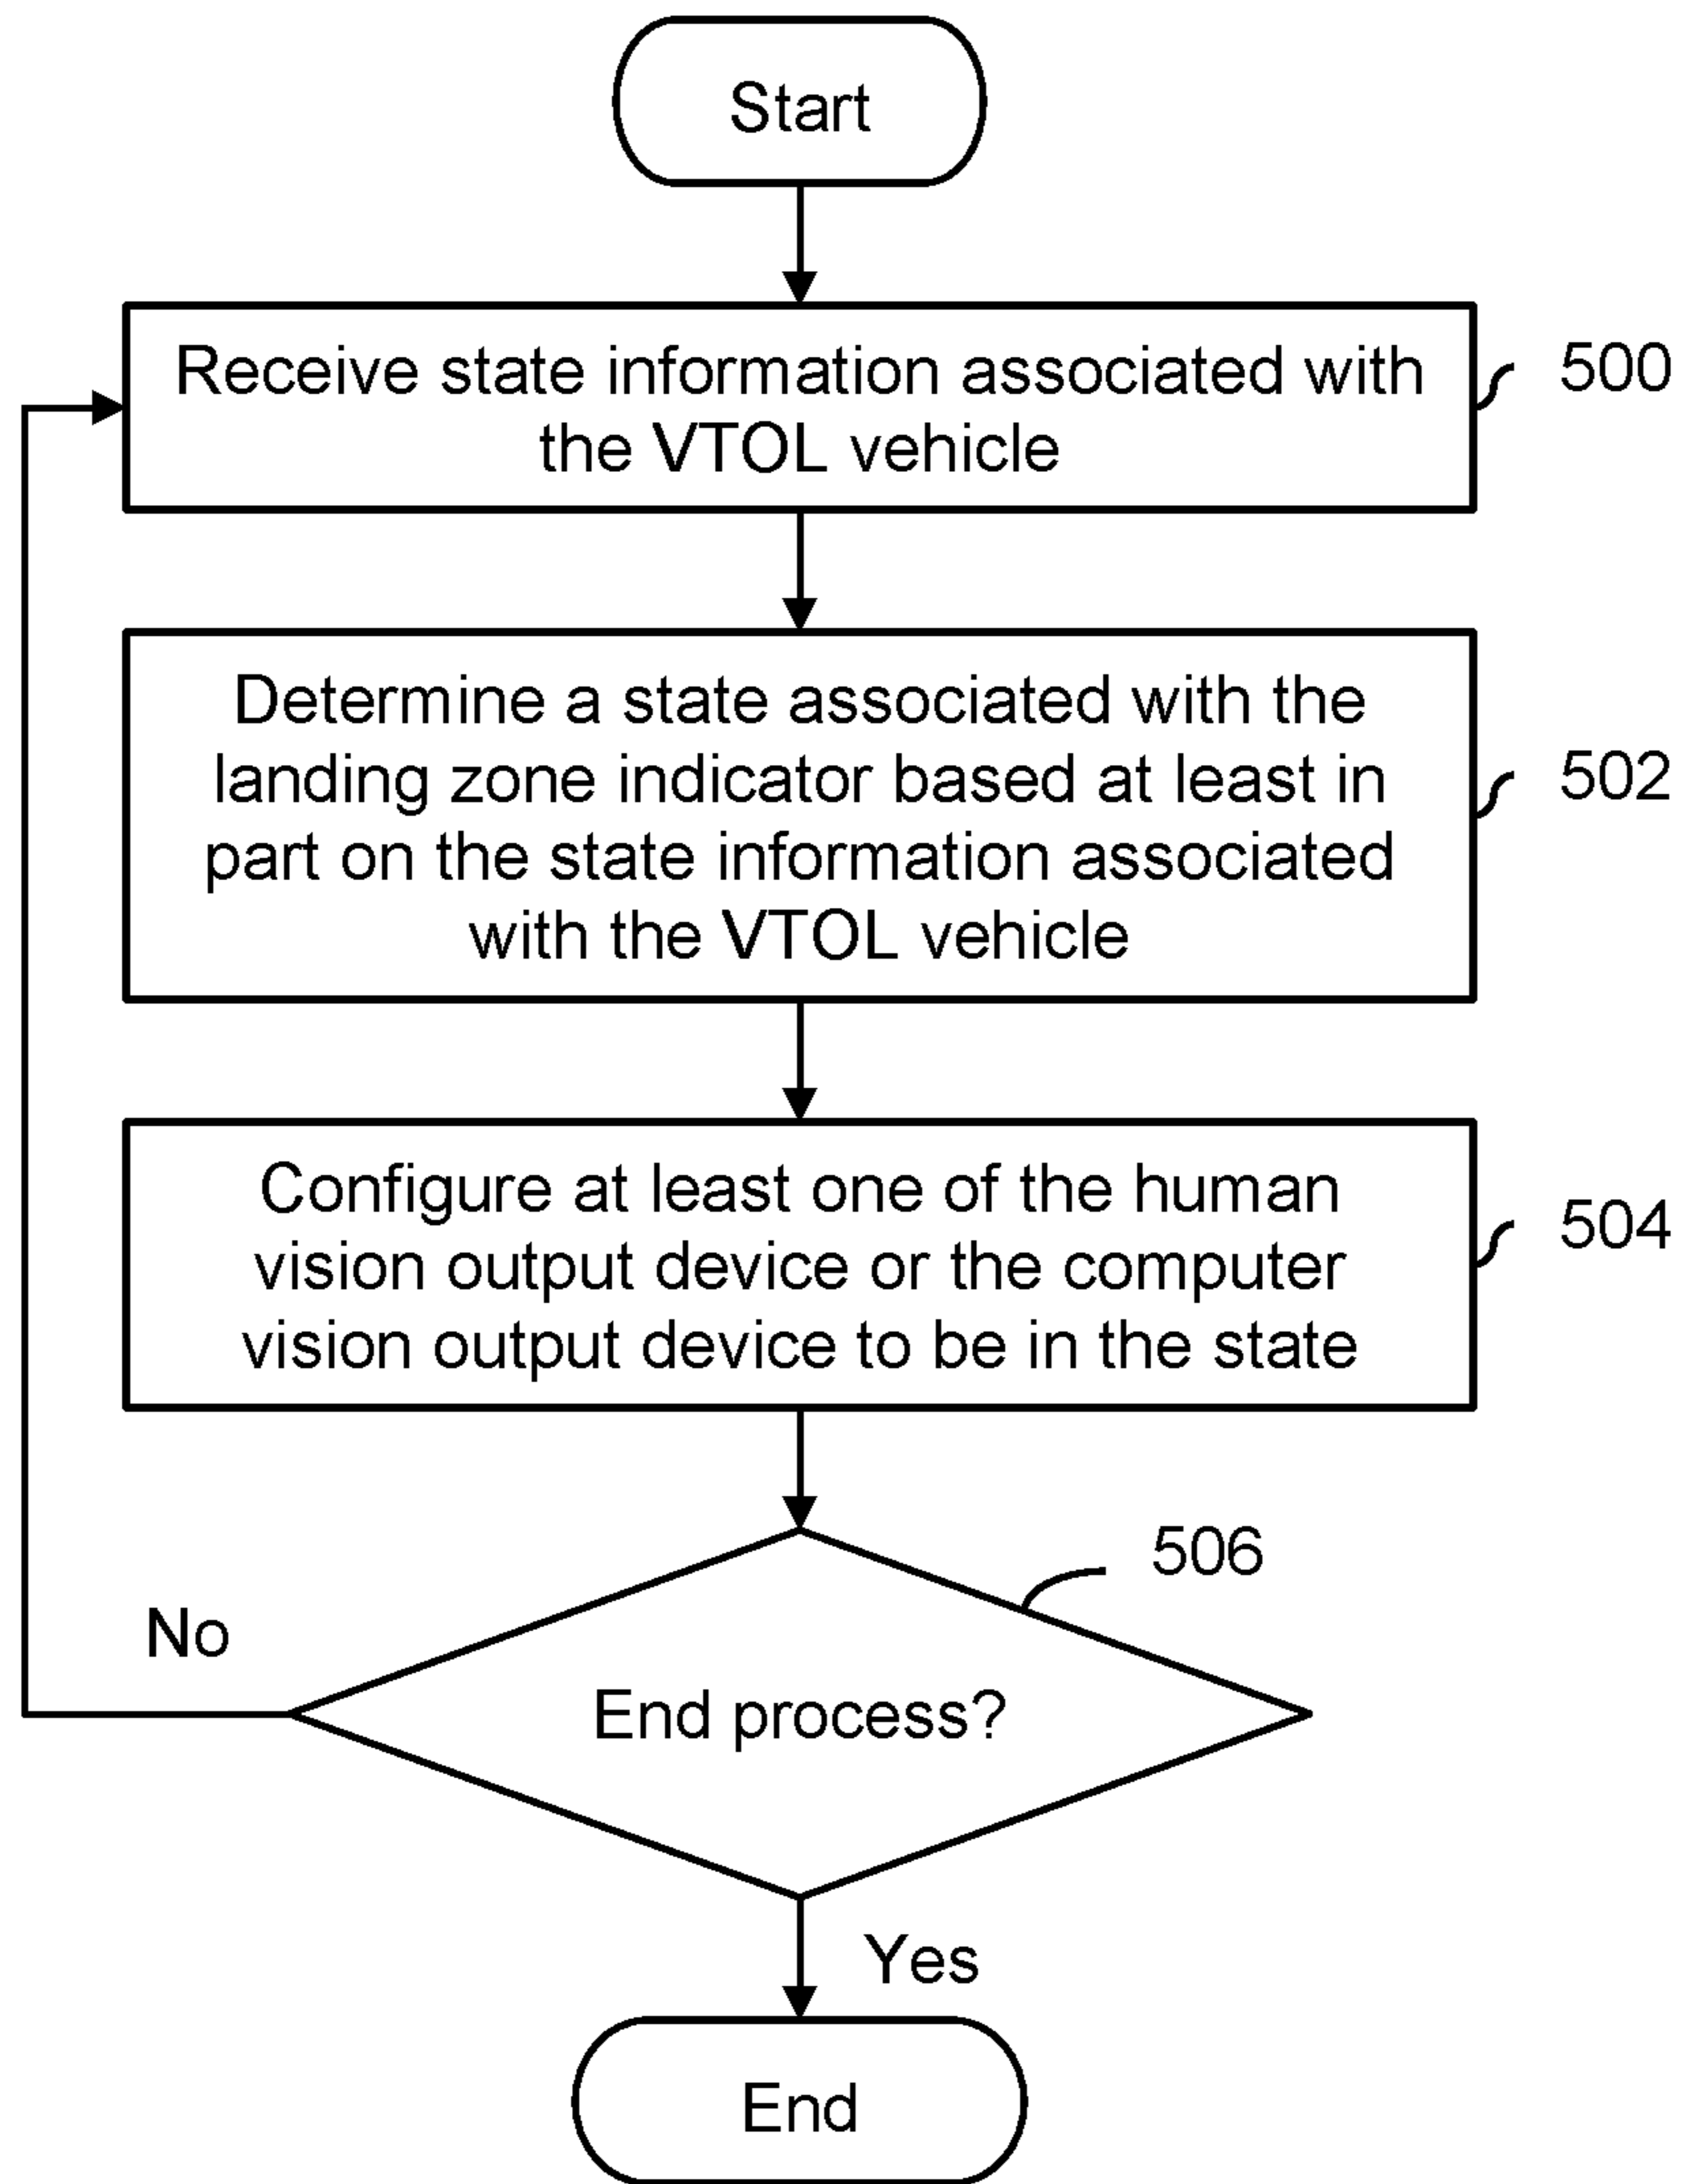 Start
Receive state information associated with
the VTOL vehicle
500
Determine a state associated with the
landing zone indicator based at least in
part on the state information associated
with the VTOL vehicle
502
Configure at least one of the human
vision output device or the computer
vision output device to be in the state
504
506
No
End process?
Yes
End